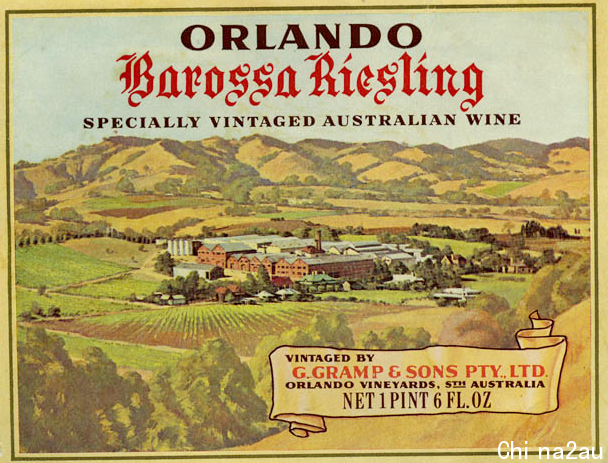 ORLANDO
Barossa Riesling
SPECIALLY VINTAGED AUSTRALIAN WINE
VINTAGED BY
G. GRAMP & SONS PTY., LTD.
ORLANDO VINEYARDS, STH AUSTRALIA
NET 1 PINT 6 FL. OZ
Chi na2au